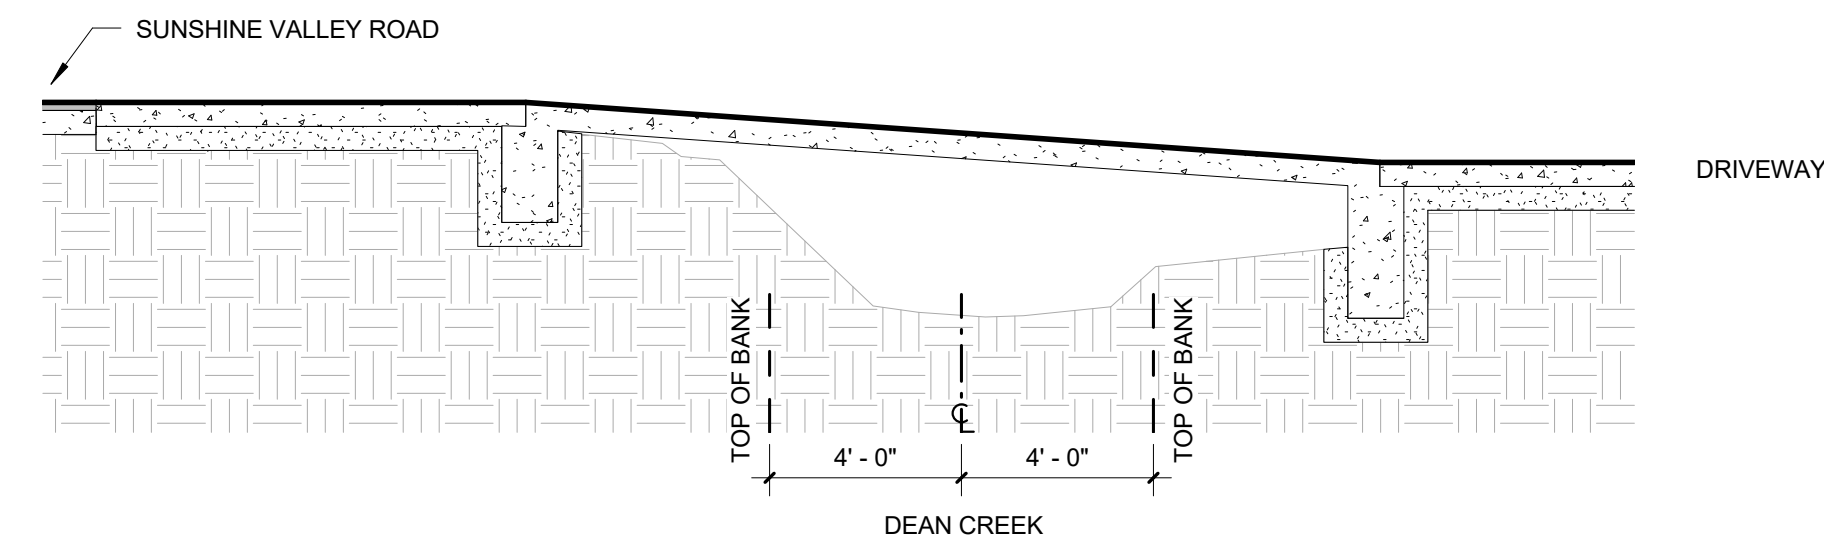 SUNSHINE VALLEY ROAD
DRIVEWAY
TOP OF BANK
℄
TOP OF BANK
4' - 0"
4' - 0"
DEAN CREEK